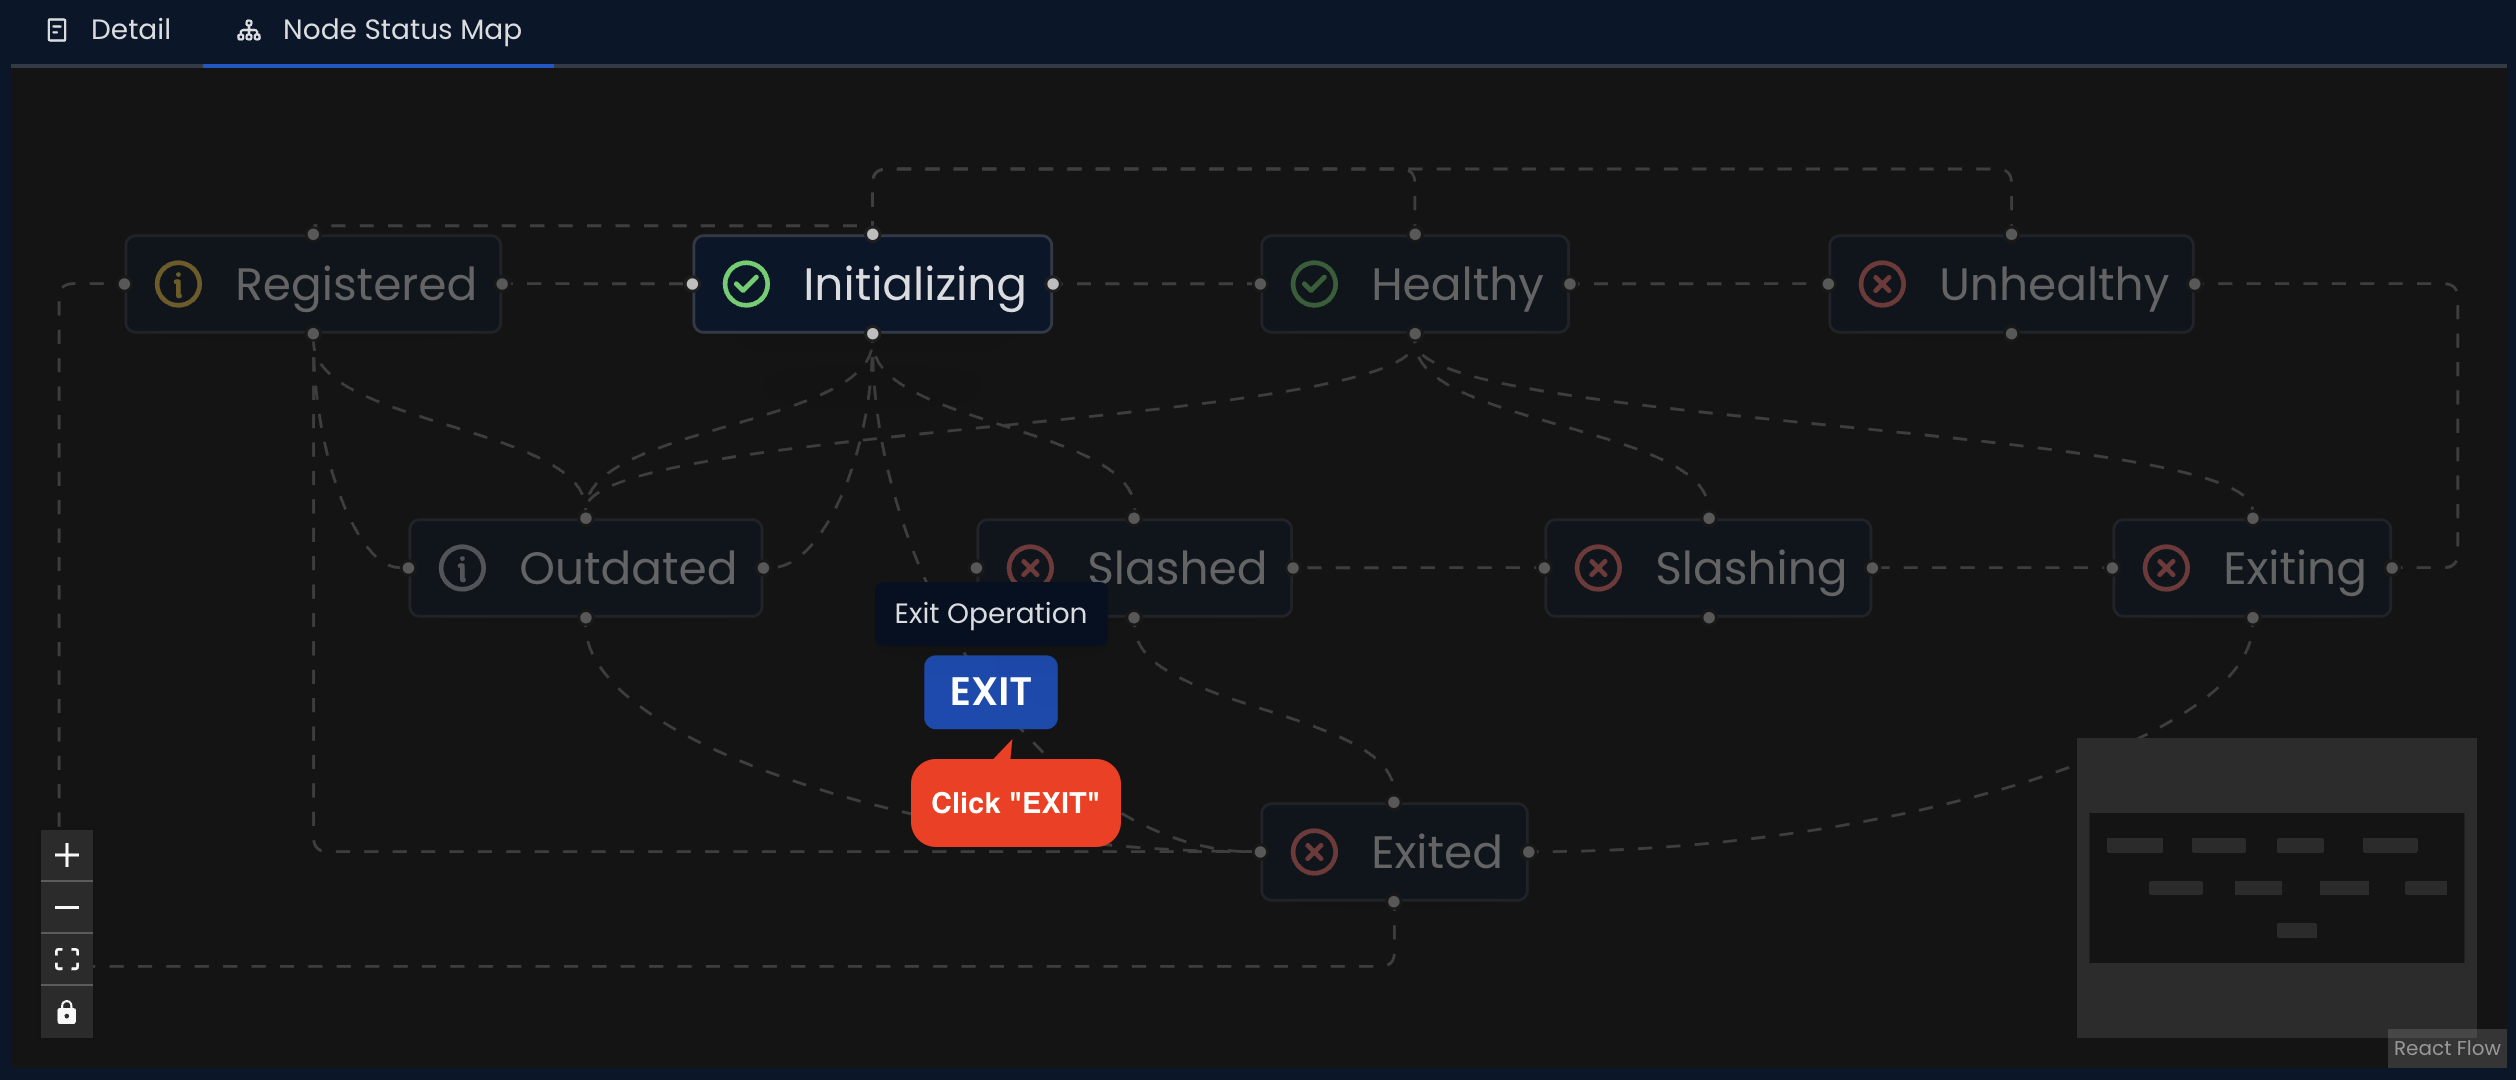 Detail
Node Status Map
Registered
Initializing
Healthy
Unhealthy
Outdated
Slashed
Slashing
Exiting
Exit Operation
EXIT
Click "EXIT"
Exited
React Flow